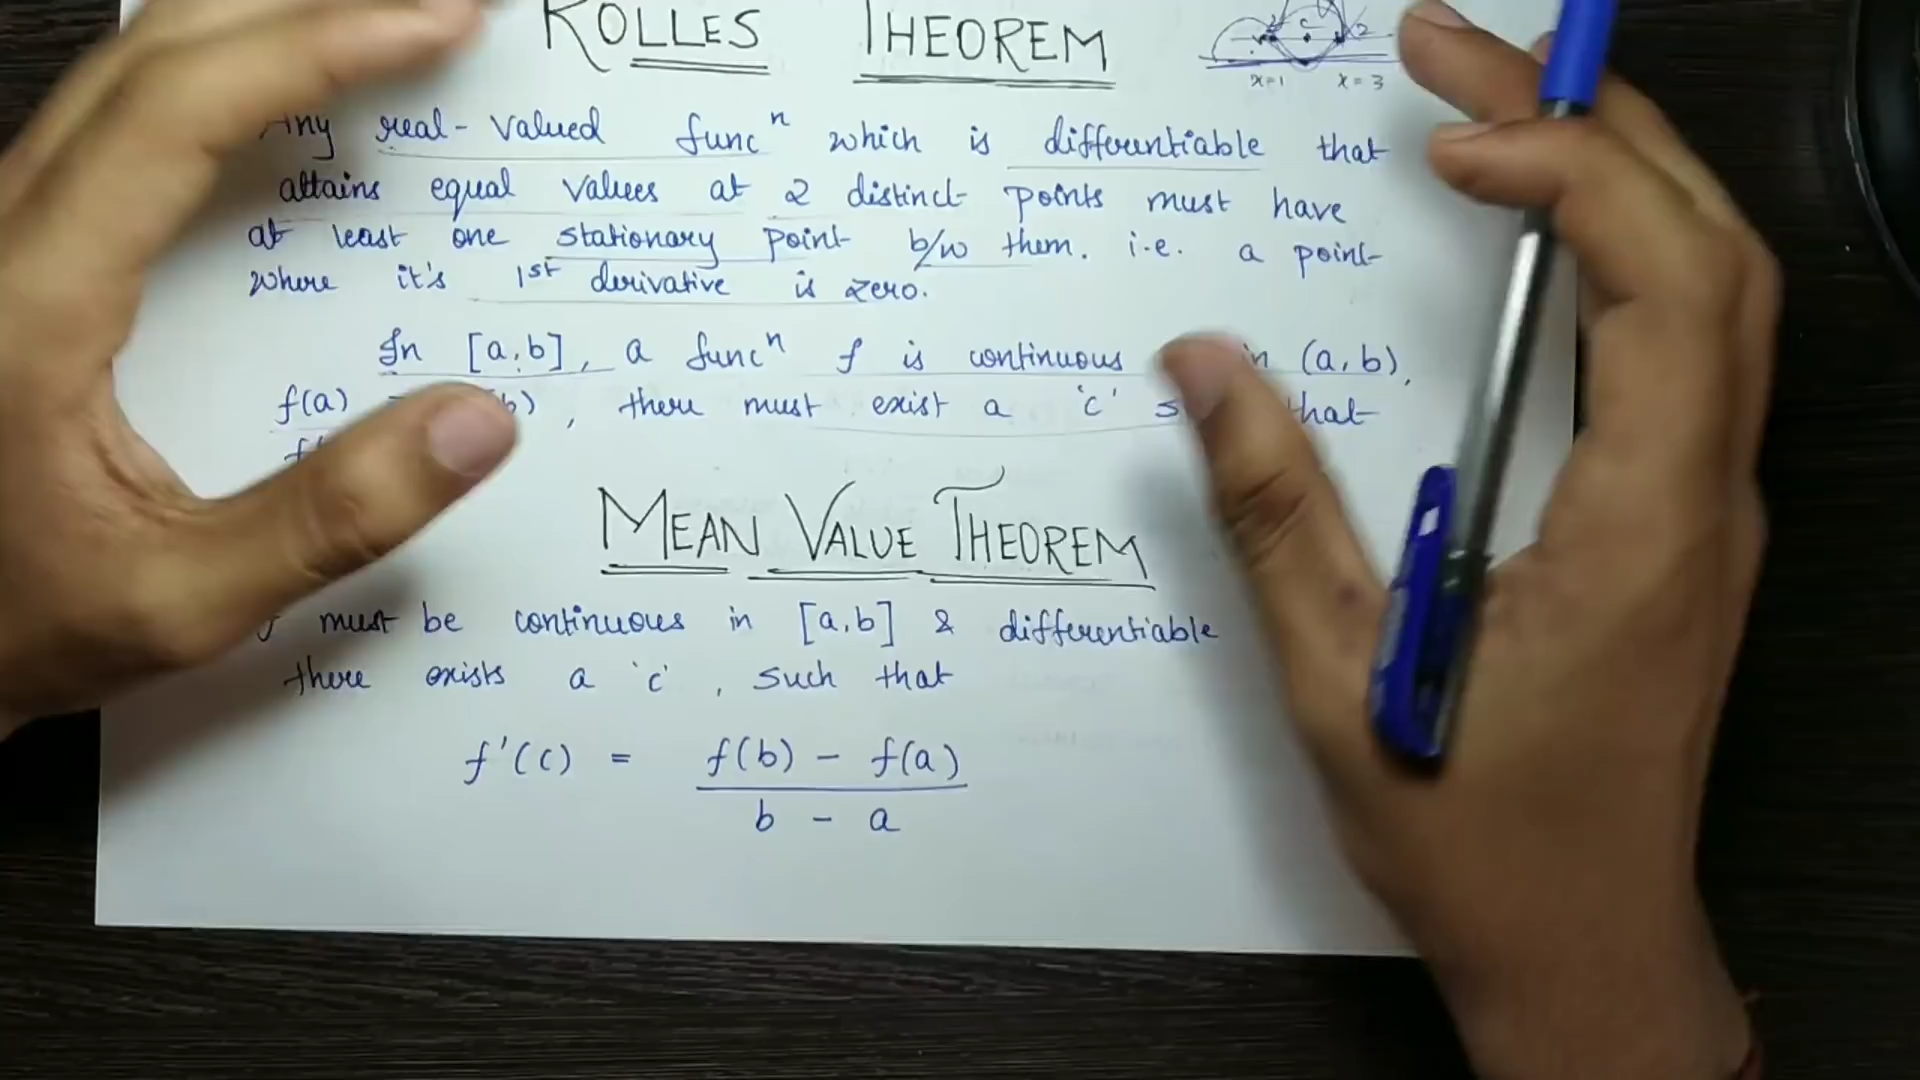 ROLLES THEOREM
x=1 x=3
Any real-valued funcⁿ which is differentiable that
attains equal values at 2 distinct points must have
at least one stationary point b/w them. i.e. a point
where it's 1st derivative is zero.
In [a,b], a funcⁿ f is continuous in (a,b),
f(a) b) , there must exist a 'c' that
MEAN VALUE THEOREM
f must be continuous in [a,b] & differentiable
there exists a 'c' , such that
f'(c) = f(b) - f(a)
b - a